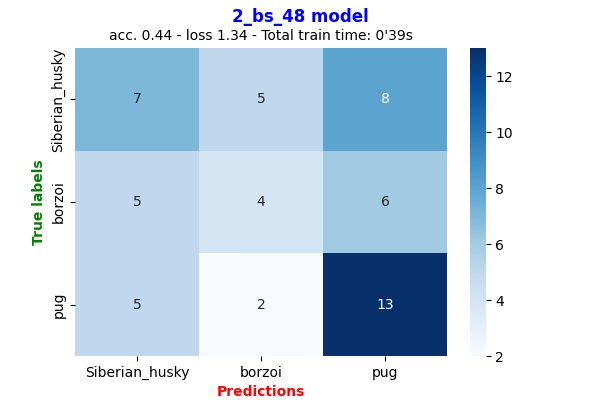 2_bs_48 model
acc. 0.44 - loss 1.34 - Total train time: 0'39s
True labels
Siberian_husky
7 5 8
borzoi
5 4 6
pug
5 2 13
Siberian_husky borzoi pug
Predictions
12
10
8
6
4
2